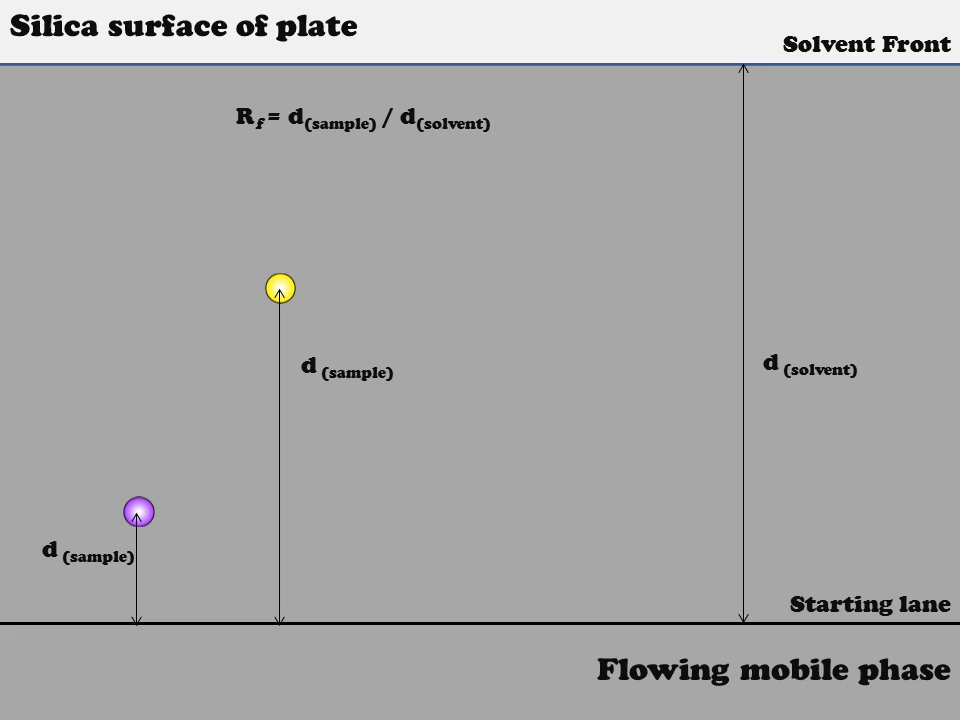 Silica surface of plate
Solvent Front
Rf = d(sample) / d(solvent)
d (sample)
d (solvent)
d (sample)
Starting lane
Flowing mobile phase